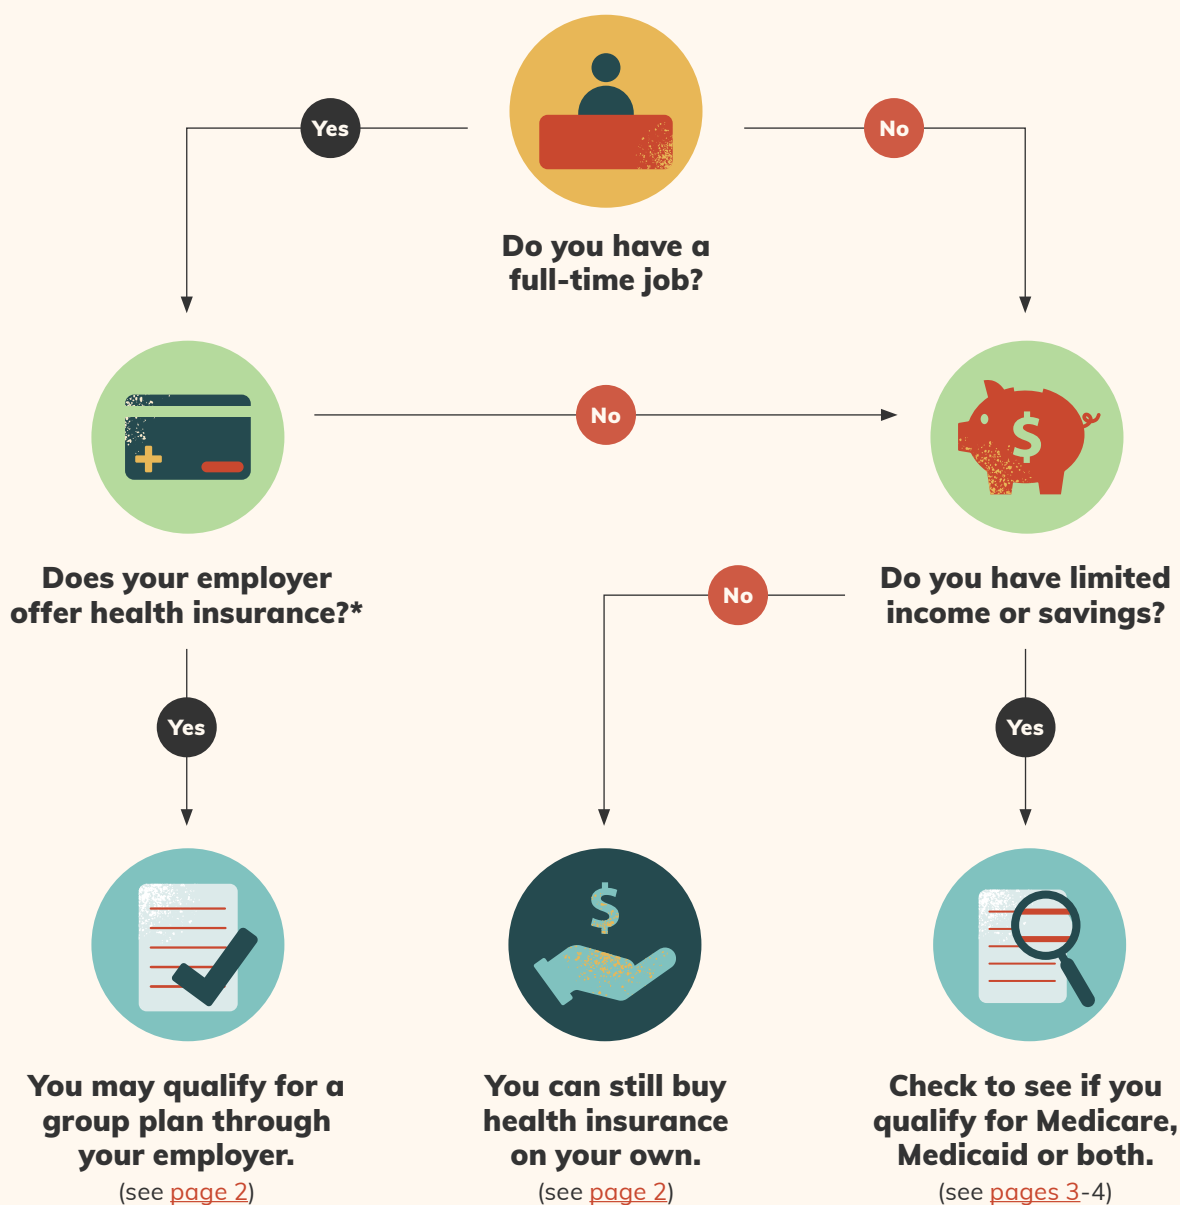 Yes
No
Do you have a
full-time job?
No
$
Does your employer
offer health insurance?*
Do you have limited
income or savings?
No
Yes
Yes
$
You may qualify for a
group plan through
your employer.
(see page 2)
You can still buy
health insurance
on your own.
(see page 2)
Check to see if you
qualify for Medicare,
Medicaid or both.
(see pages 3-4)